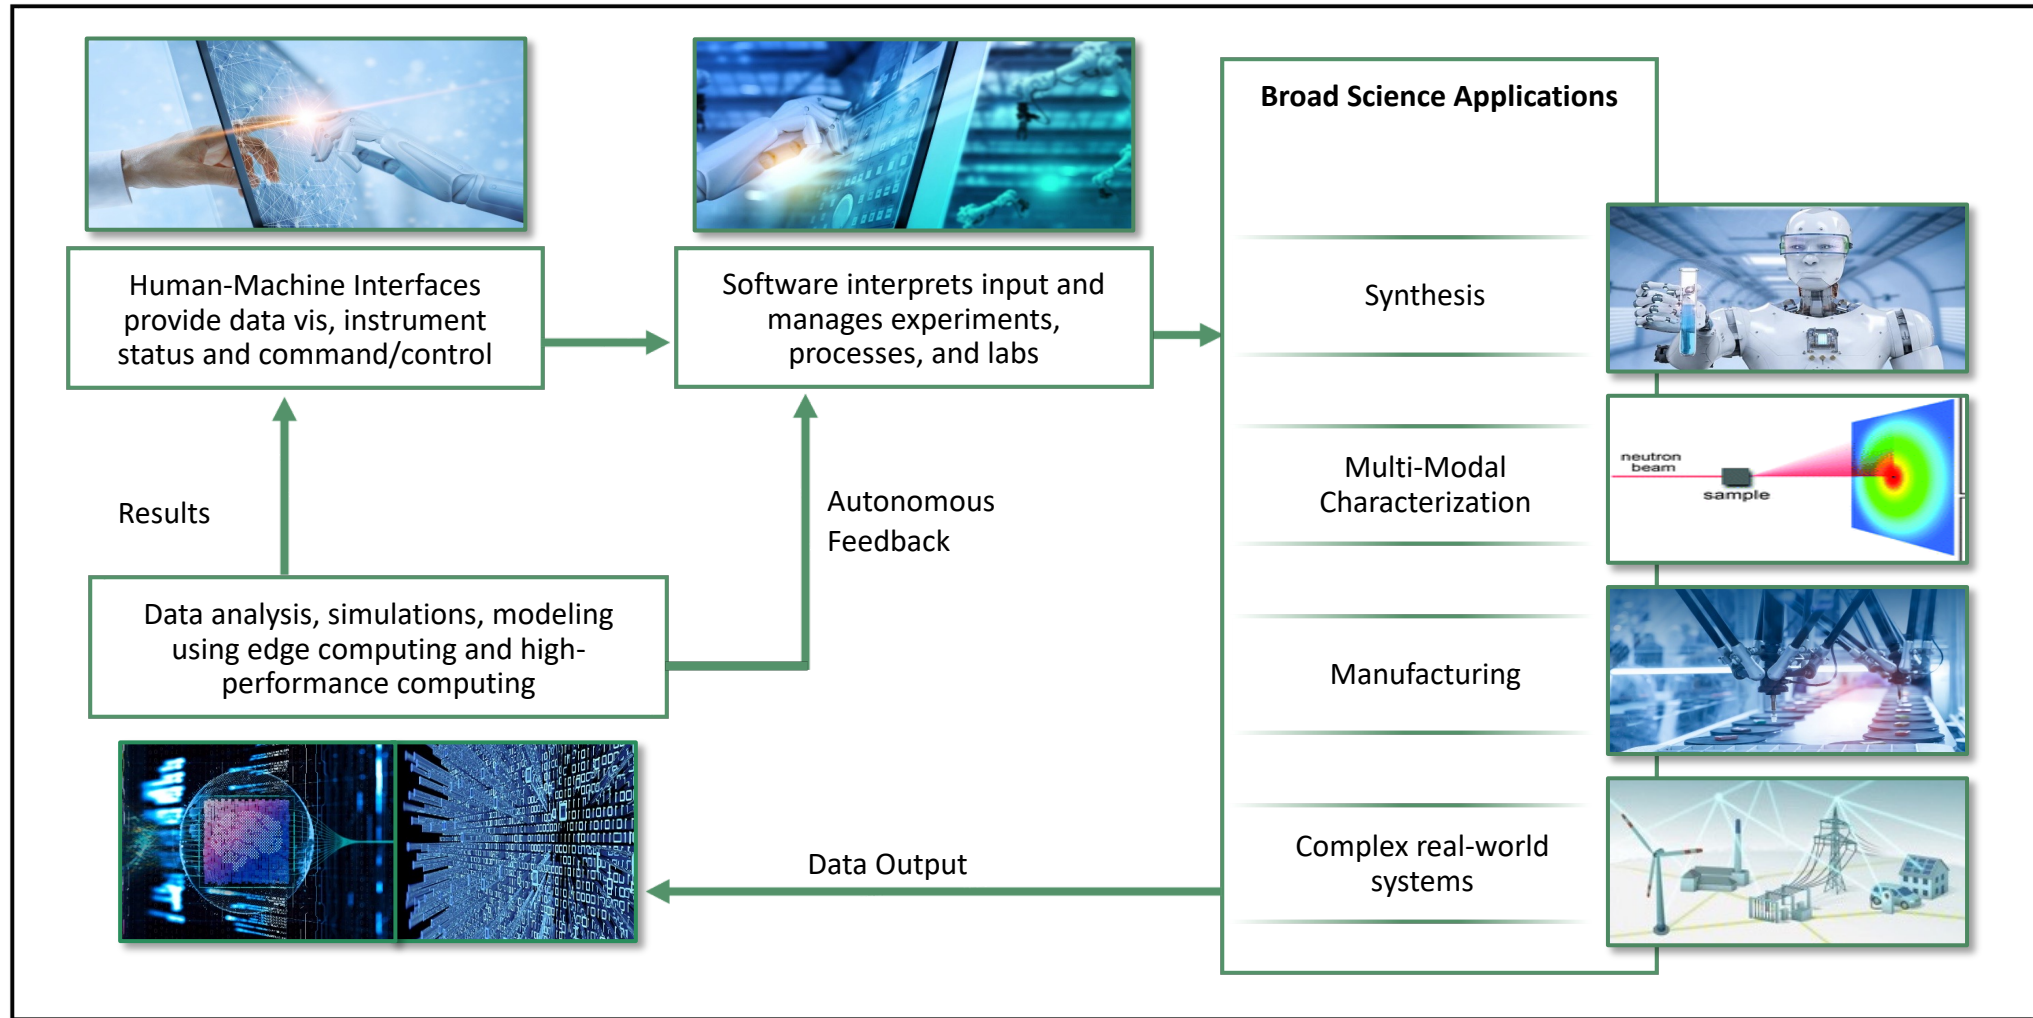 Human-Machine Interfaces
provide data vis, instrument
status and command/control
Software interprets input and
manages experiments,
processes, and labs
Results
Autonomous
Feedback
Data analysis, simulations, modeling
using edge computing and high-
performance computing
Data Output
Broad Science Applications
Synthesis
Multi-Modal
Characterization
neutron
beam
sample
Manufacturing
Complex real-world
systems